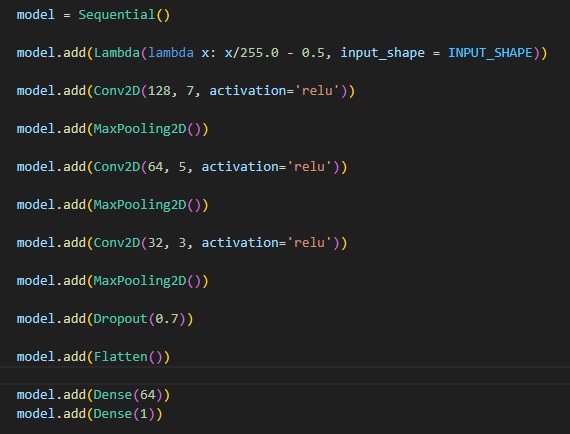 model = Sequential()
model.add(Lambda(lambda x: x/255.0 - 0.5, input_shape = INPUT_SHAPE))
model.add(Conv2D(128, 7, activation='relu'))
model.add(MaxPooling2D())
model.add(Conv2D(64, 5, activation='relu'))
model.add(MaxPooling2D())
model.add(Conv2D(32, 3, activation='relu'))
model.add(MaxPooling2D())
model.add(Dropout(0.7))
model.add(Flatten())
model.add(Dense(64))
model.add(Dense(1))